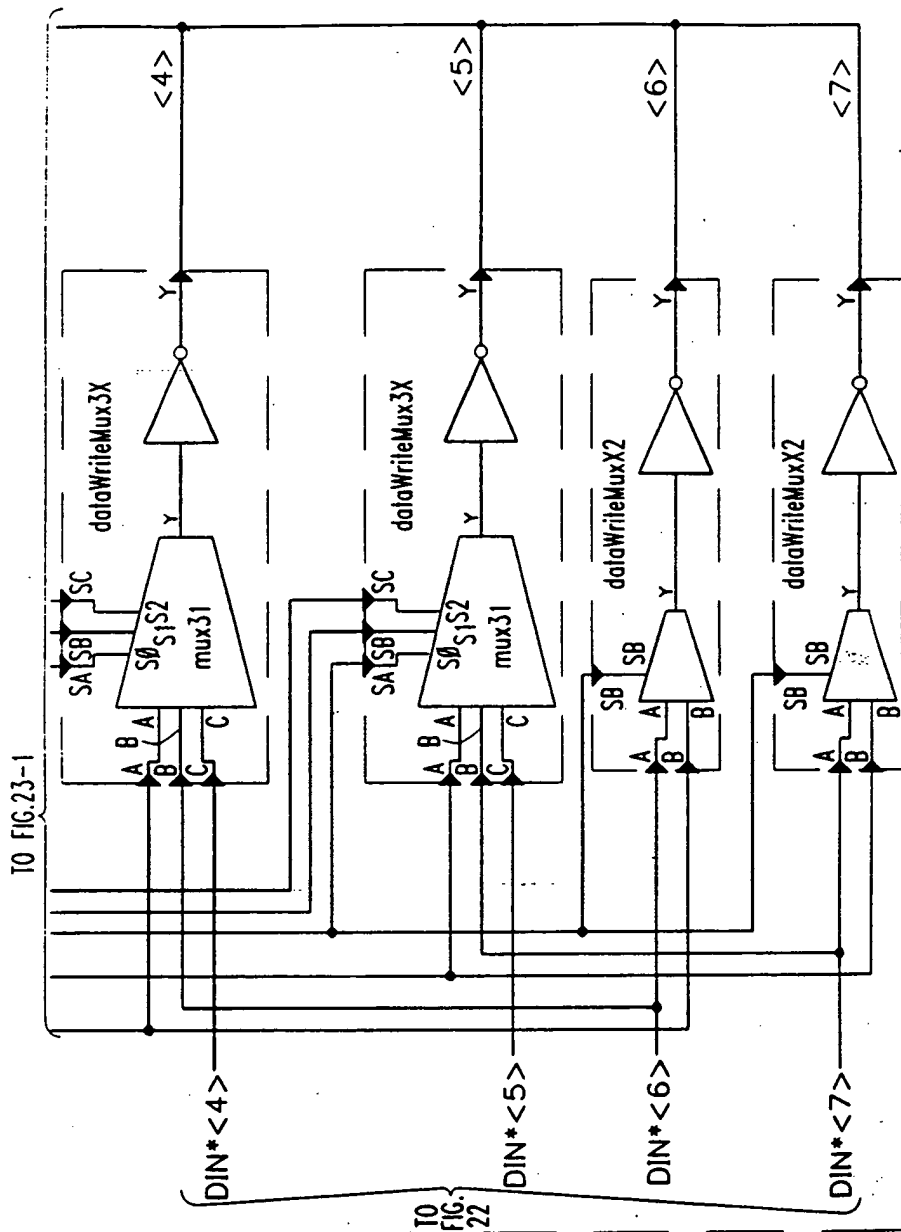 TO FIG.23-1
<4>
<5>
<6>
<7>
dataWriteMux3X
SA SB SC
SØ S1 S2
mux31
A B C
A B C
Y
Y
dataWriteMux3X
SA SB SC
SØ S1 S2
mux31
A B C
A B C
Y
Y
dataWriteMuxX2
SB
SB
A B
A B
Y
Y
dataWriteMuxX2
SB
SB
A B
A B
Y
Y
DIN*<4>
DIN*<5>
DIN*<6>
DIN*<7>
TO
FIG.
22